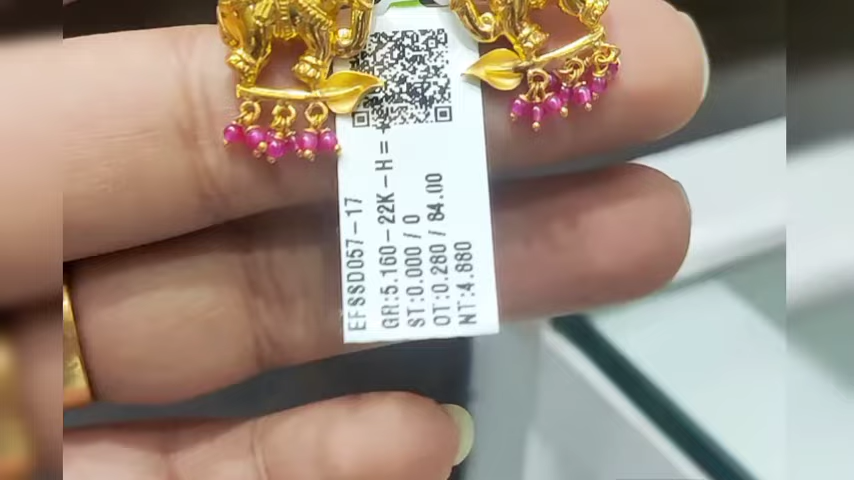 EFSSD057-17
GR:5.160-22K-H=
ST:0.000 / 0
OT:0.280 / 84.00
NT:4.880